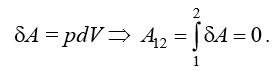 δA = pdV ⇒ A₁₂ = ∫₁² δA = 0.